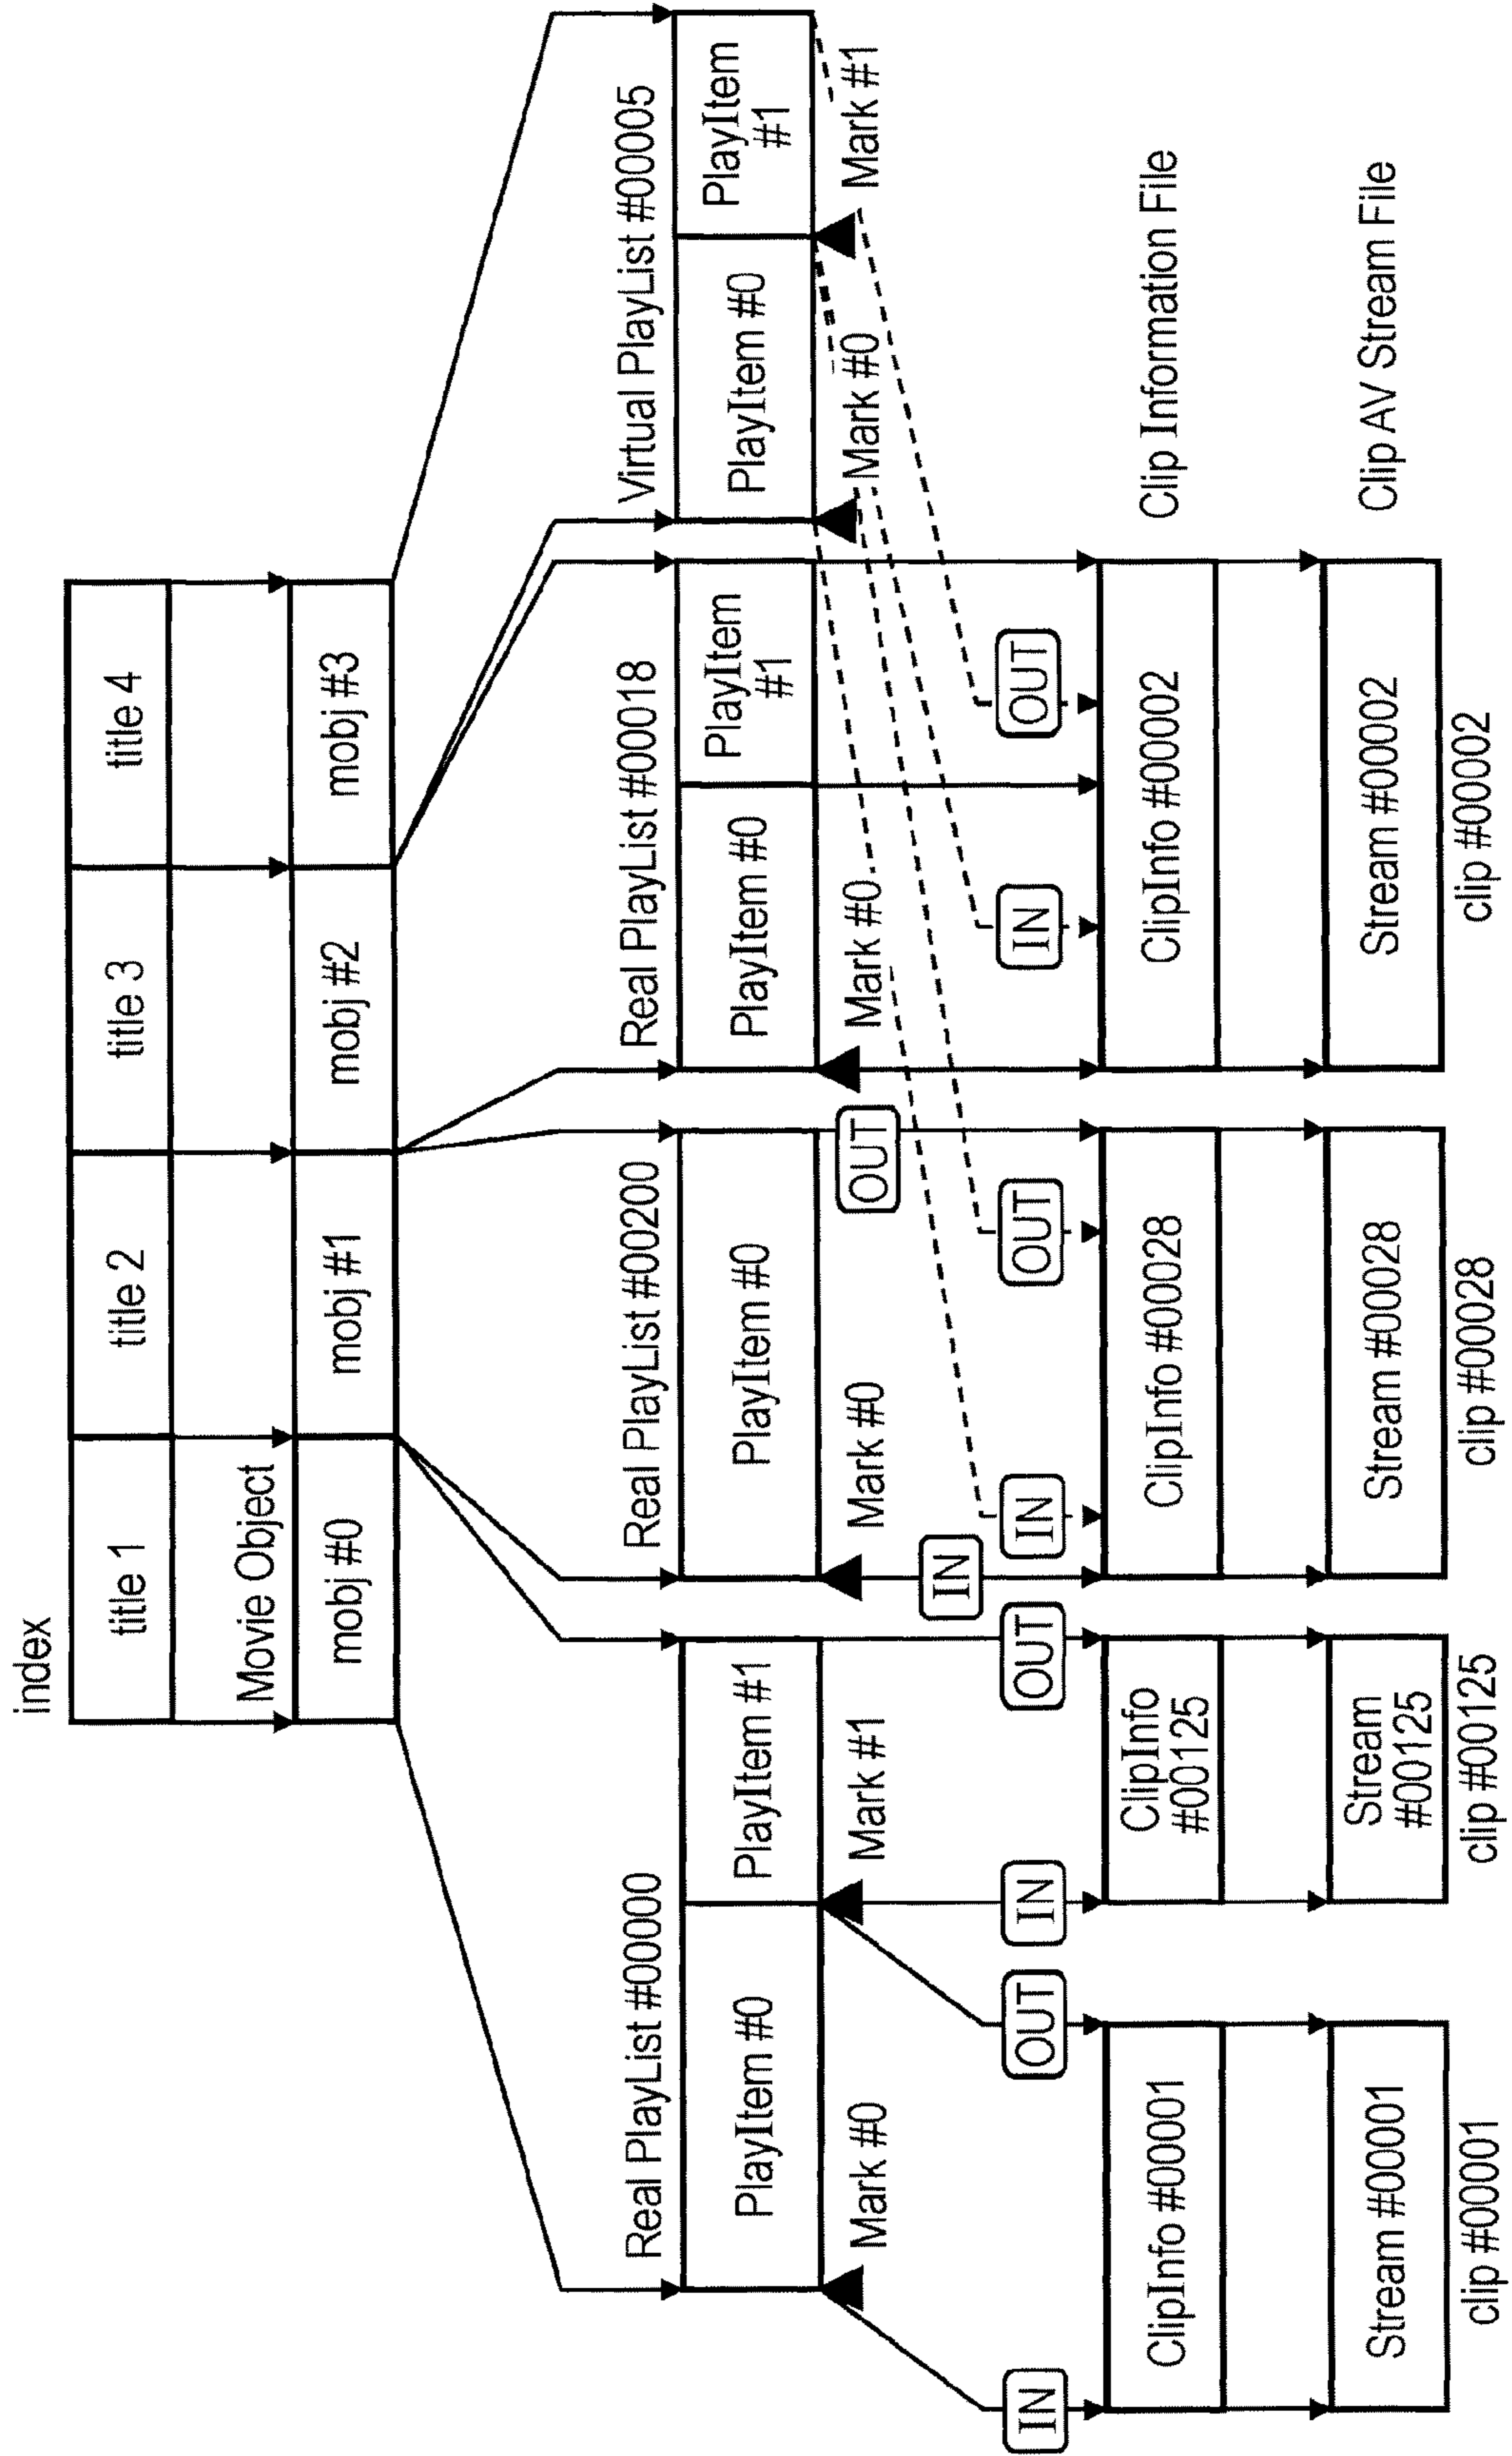 index
title 1
title 2
title 3
title 4
Movie Object
mobj #0
mobj #1
mobj #2
mobj #3
Real PlayList #00000
Real PlayList #00200
Real PlayList #00018
Virtual PlayList #00005
PlayItem #0
PlayItem #1
PlayItem #0
PlayItem #0
PlayItem
#1
PlayItem #0
PlayItem
#1
Mark #0
Mark #1
Mark #0
OUT
Mark #0
Mark #0
Mark #1
IN
IN
OUT
IN
OUT
IN
OUT
IN
OUT
ClipInfo #00001
ClipInfo
#00125
ClipInfo #00028
ClipInfo #00002
Clip Information File
Stream #00001
Stream
#00125
Stream #00028
Stream #00002
Clip AV Stream File
clip #00001
clip #00125
clip #00028
clip #00002